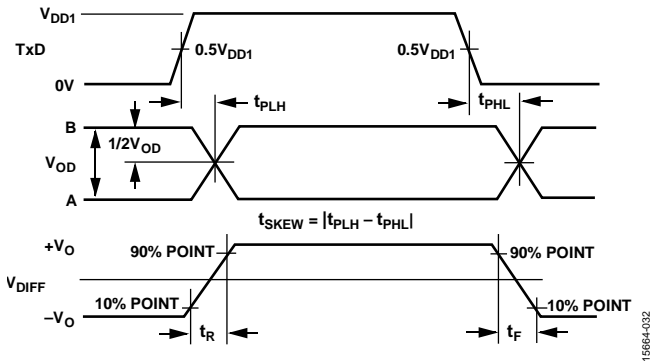 VDD1
TxD
0.5VDD1
0.5VDD1
0V
tPLH
tPHL
B
1/2VOD
VOD
A
tSKEW = |tPLH – tPHL|
+VO
90% POINT
90% POINT
VDIFF
10% POINT
10% POINT
–VO
tR
tF
15664-032